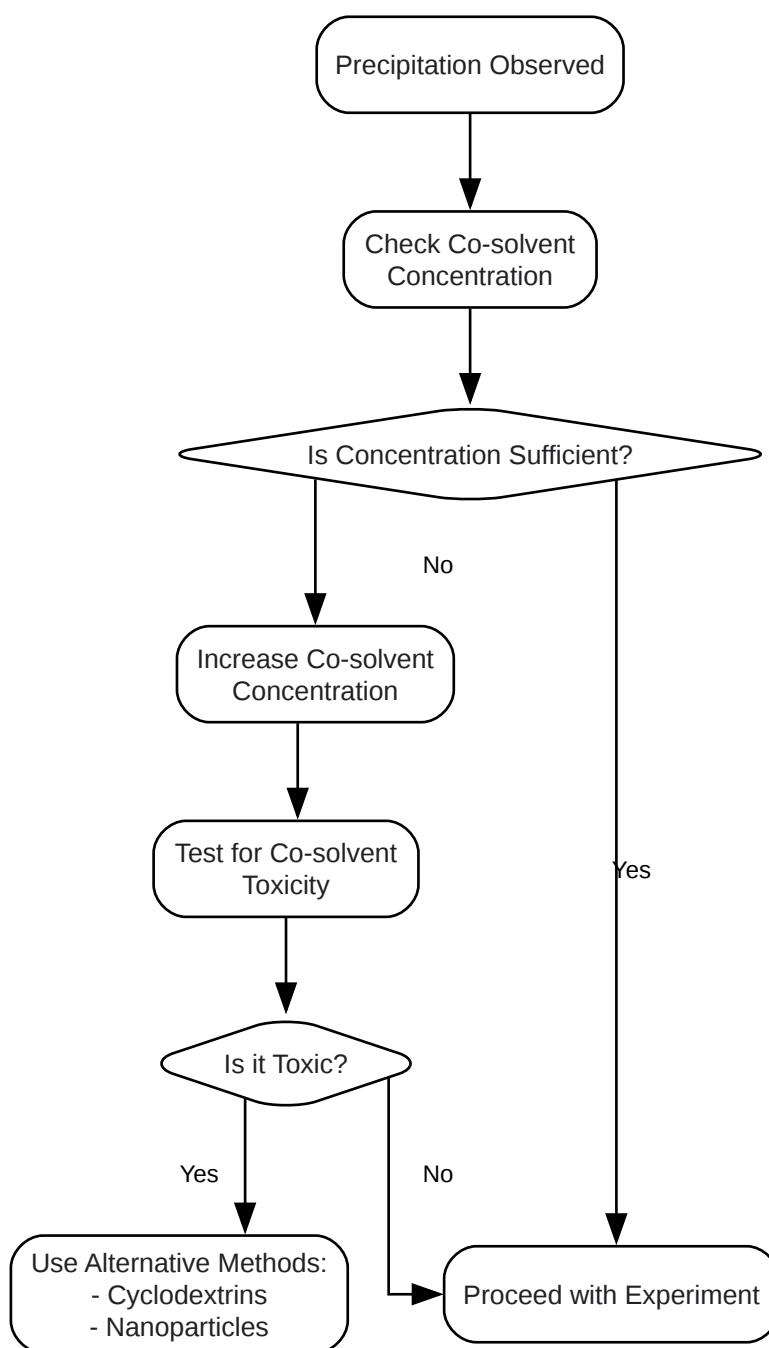 Precipitation Observed
Check Co-solvent
Concentration
Is Concentration Sufficient?
No
Increase Co-solvent
Concentration
Test for Co-solvent
Toxicity
Yes
Is it Toxic?
Yes
No
Use Alternative Methods:
- Cyclodextrins
- Nanoparticles
Proceed with Experiment